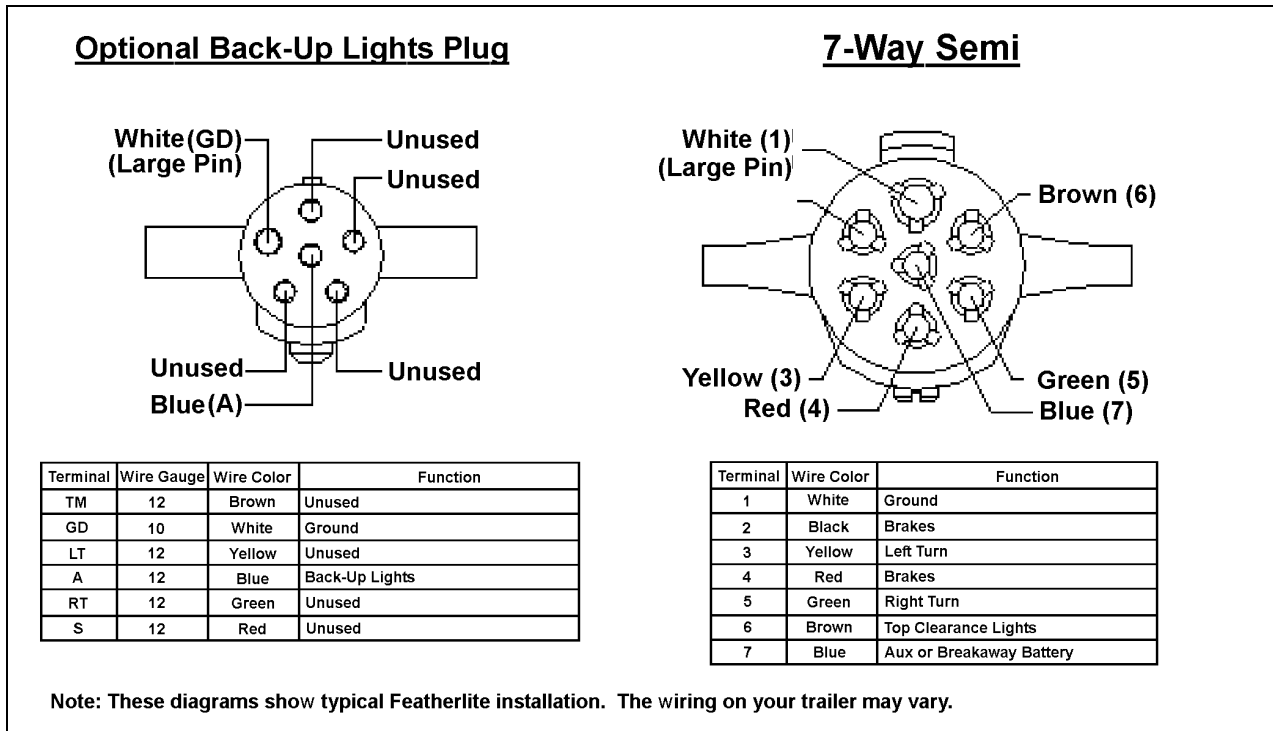 Optional Back-Up Lights Plug
White (GD)
(Large Pin)
Unused
Unused
Unused
Unused
Blue (A)
Terminal Wire Gauge Wire Color Function
TM 12 Brown Unused
GD 10 White Ground
LT 12 Yellow Unused
A 12 Blue Back-Up Lights
RT 12 Green Unused
S 12 Red Unused
7-Way Semi
White (1)
(Large Pin)
Brown (6)
Yellow (3)
Red (4)
Green (5)
Blue (7)
Terminal Wire Color Function
1 White Ground
2 Black Brakes
3 Yellow Left Turn
4 Red Brakes
5 Green Right Turn
6 Brown Top Clearance Lights
7 Blue Aux or Breakaway Battery
Note: These diagrams show typical Featherlite installation. The wiring on your trailer may vary.